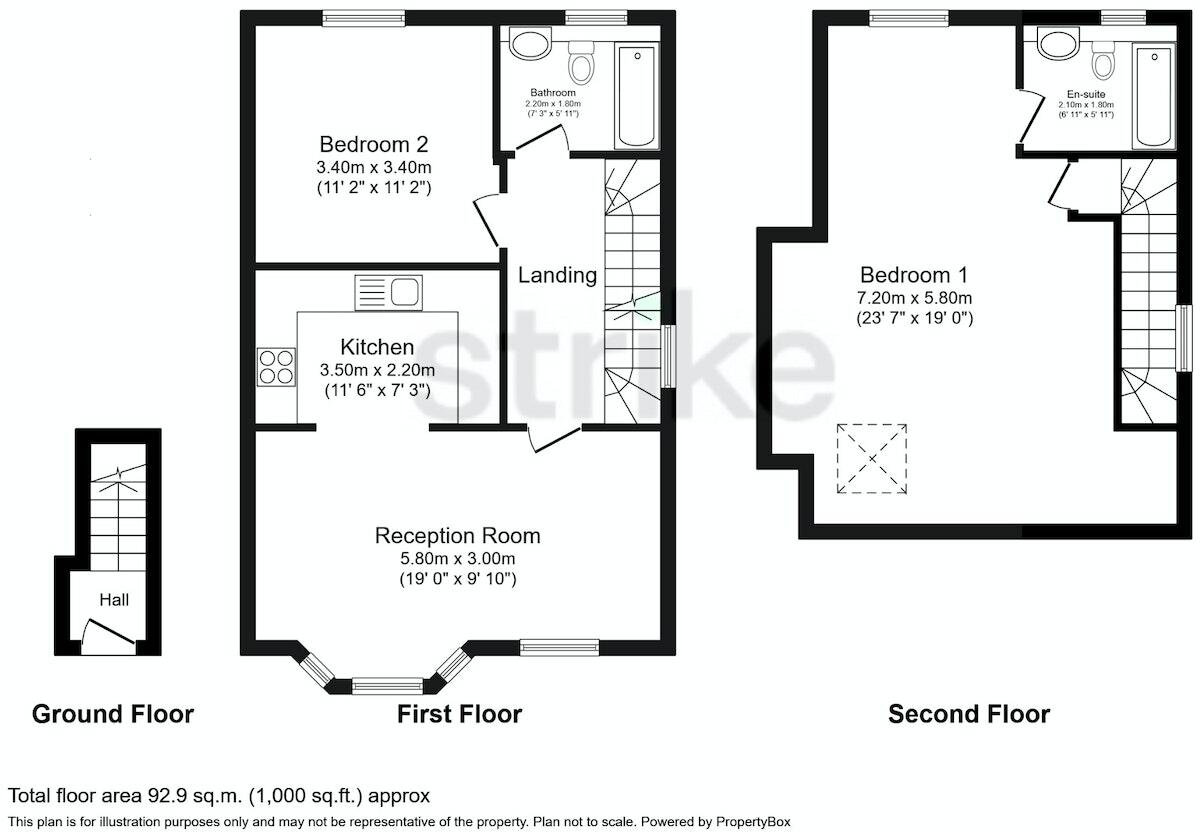 Bathroom
2.20m x 1.80m
(7' 3" x 5' 11")
Bedroom 2
3.40m x 3.40m
(11' 2" x 11' 2")
Landing
Kitchen
3.50m x 2.20m
(11' 6" x 7' 3")
Reception Room
5.80m x 3.00m
(19' 0" x 9' 10")
En-suite
2.10m x 1.80m
(6' 11" x 5' 11")
Bedroom 1
7.20m x 5.80m
(23' 7" x 19' 0")
strike
Hall
Ground Floor
First Floor
Second Floor
Total floor area 92.9 sq.m. (1,000 sq.ft.) approx
This plan is for illustration purposes only and may not be representative of the property. Plan not to scale. Powered by PropertyBox